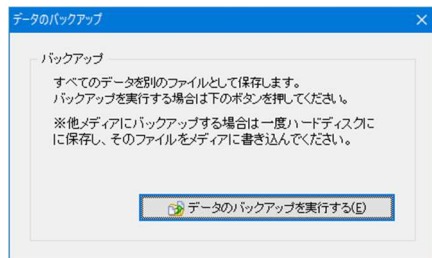 データのバックアップ
バックアップ
すべてのデータを別のファイルとして保存します。
バックアップを実行する場合は下のボタンを押してください。
※他メディアにバックアップする場合は一度ハードディスクに
に保存し、そのファイルをメディアに書き込んでください。
データのバックアップを実行する(E)